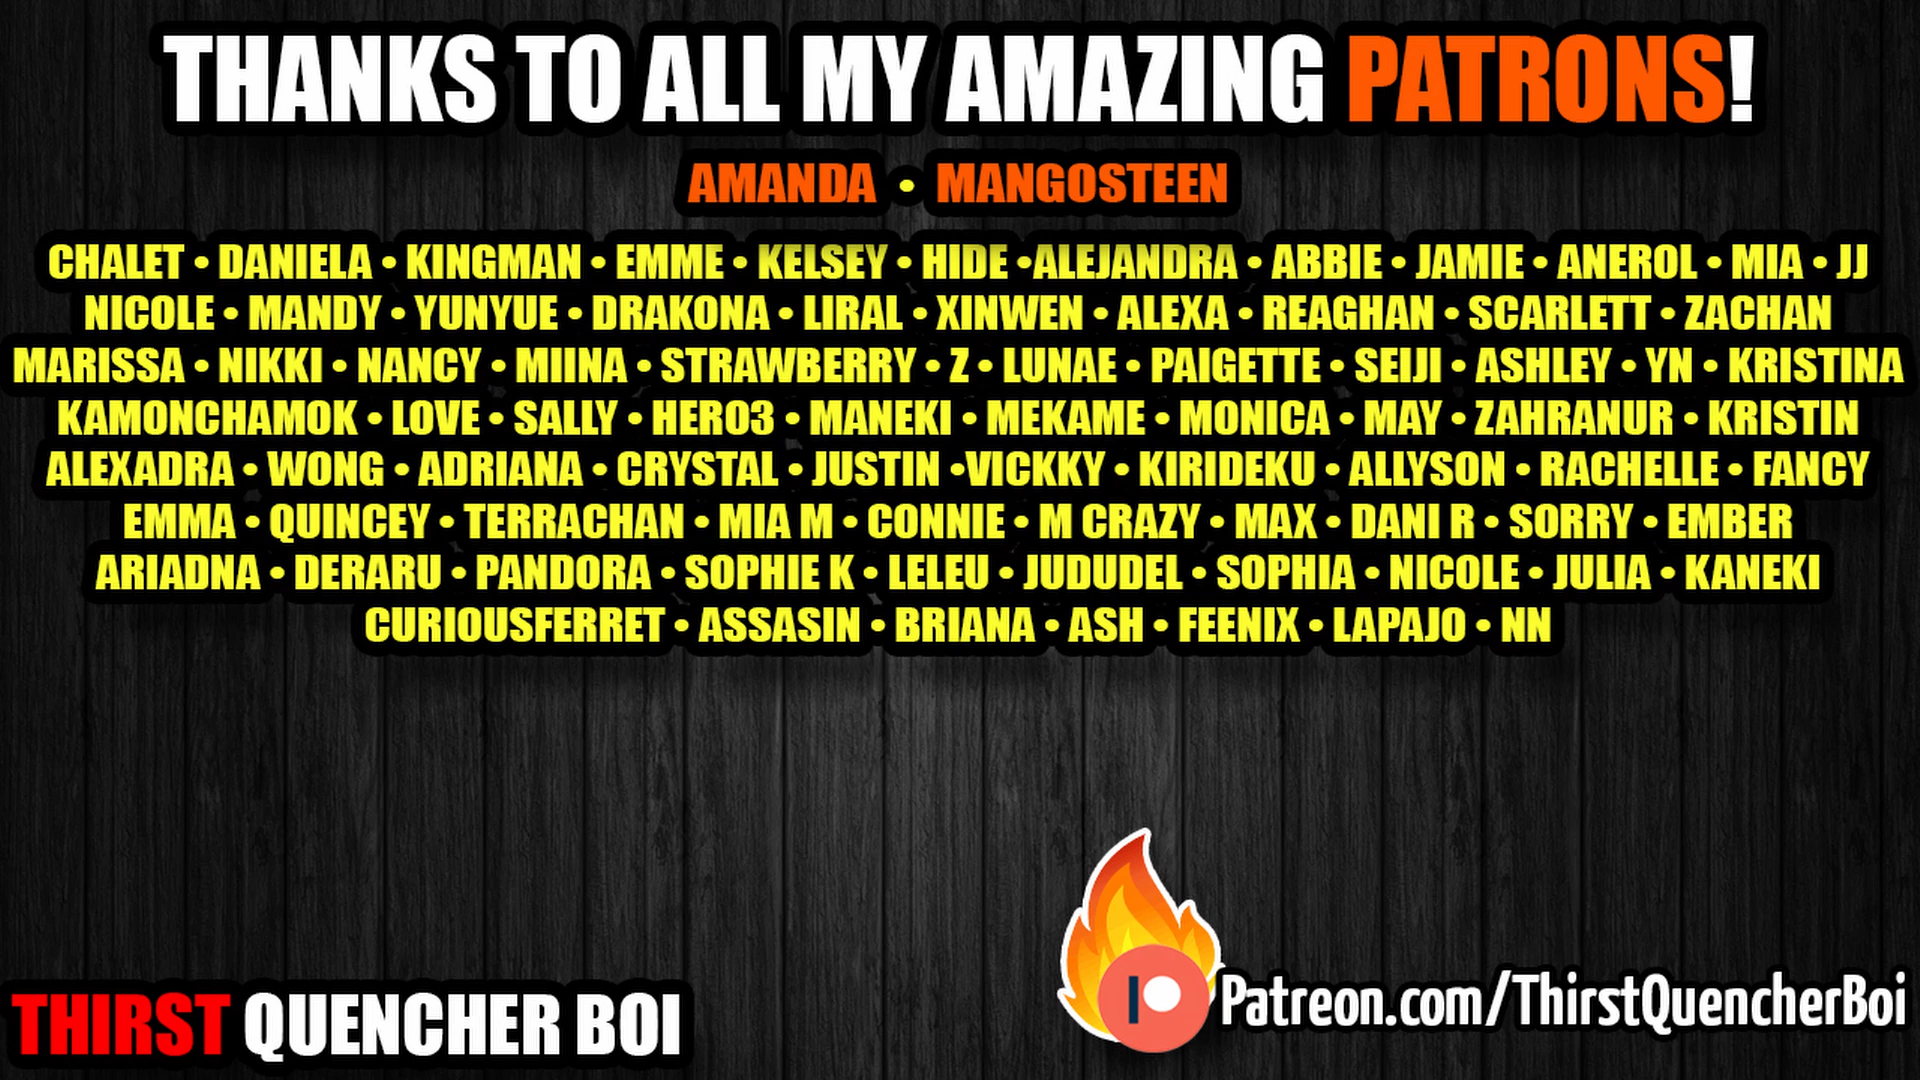 THANKS TO ALL MY AMAZING PATRONS!
AMANDA • MANGOSTEEN
CHALET • DANIELA • KINGMAN • EMME • KELSEY • HIDE •ALEJANDRA • ABBIE • JAMIE • ANEROL • MIA • JJ
NICOLE • MANDY • YUNYUE • DRAKONA • LIRAL • XINWEN • ALEXA • REAGHAN • SCARLETT • ZACHAN
MARISSA • NIKKI • NANCY • MIINA • STRAWBERRY • Z • LUNAE • PAIGETTE • SEIJI • ASHLEY • YN • KRISTINA
KAMONCHAMOK • LOVE • SALLY • HERO3 • MANEKI • MEKAME • MONICA • MAY • ZAHRANUR • KRISTIN
ALEXADRA • WONG • ADRIANA • CRYSTAL • JUSTIN •VICKKY • KIRIDEKU • ALLYSON • RACHELLE • FANCY
EMMA • QUINCEY • TERRACHAN • MIA M • CONNIE • M CRAZY • MAX • DANI R • SORRY • EMBER
ARIADNA • DERARU • PANDORA • SOPHIE K • LELEU • JUDUDEL • SOPHIA • NICOLE • JULIA • KANEKI
CURIOUSFERRET • ASSASIN • BRIANA • ASH • FEENIX • LAPAJO • NN
THIRST QUENCHER BOI
Patreon.com/ThirstQuencherBoi